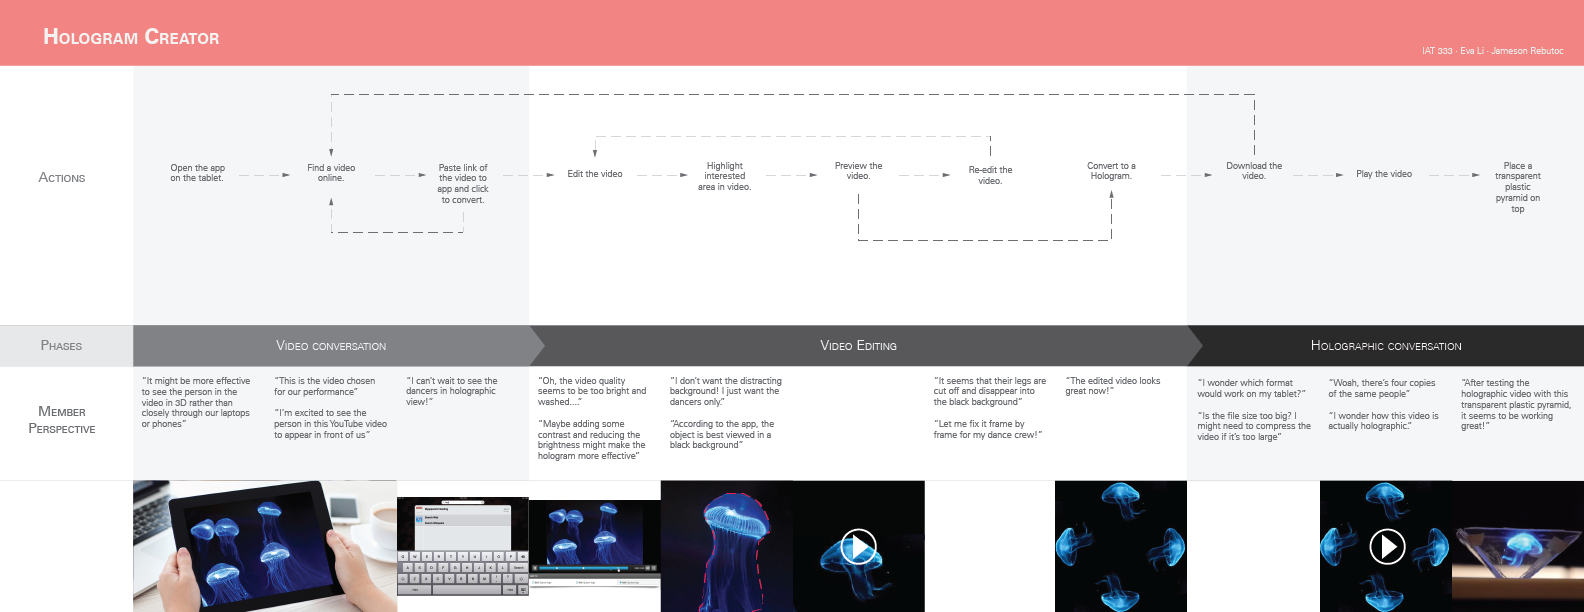 HOLOGRAM CREATOR
IAT 333 · Eva Li · Jameson Rebutoc
ACTIONS
Open the app
on the tablet.
Find a video
online.
Paste link of
the video to
app and click
to convert.
Edit the video
Highlight
interested
area in video.
Preview the
video.
Re-edit the
video.
Convert to a
Hologram.
Download the
video.
Play the video
Place a
transparent
plastic
pyramid on
top
PHASES
VIDEO CONVERSATION
VIDEO EDITING
HOLOGRAPHIC CONVERSATION
MEMBER
PERSPECTIVE
“It might be more effective
to see the person in the
video in 3D rather than
closely through our laptops
or phones”
“This is the video chosen
for our performance”
“I’m excited to see the
person in this YouTube video
to appear in front of us”
“I can’t wait to see the
dancers in holographic
view!”
“Oh, the video quality
seems to be too bright and
washed....”
“Maybe adding some
contrast and reducing the
brightness might make the
hologram more effective”
“I don’t want the distracting
background! I just want the
dancers only.”
“According to the app, the
object is best viewed in a
black background”
“It seems that their legs are
cut off and disappear into
the black background”
“Let me fix it frame by
frame for my dance crew!”
“The edited video looks
great now!”
“I wonder which format
would work on my tablet?”
“Is the file size too big? I
might need to compress the
video if it’s too large”
“Woah, there’s four copies
of the same people”
“I wonder how this video is
actually holographic.”
“After testing the
holographic video with this
transparent plastic pyramid,
it seems to be working
great!”